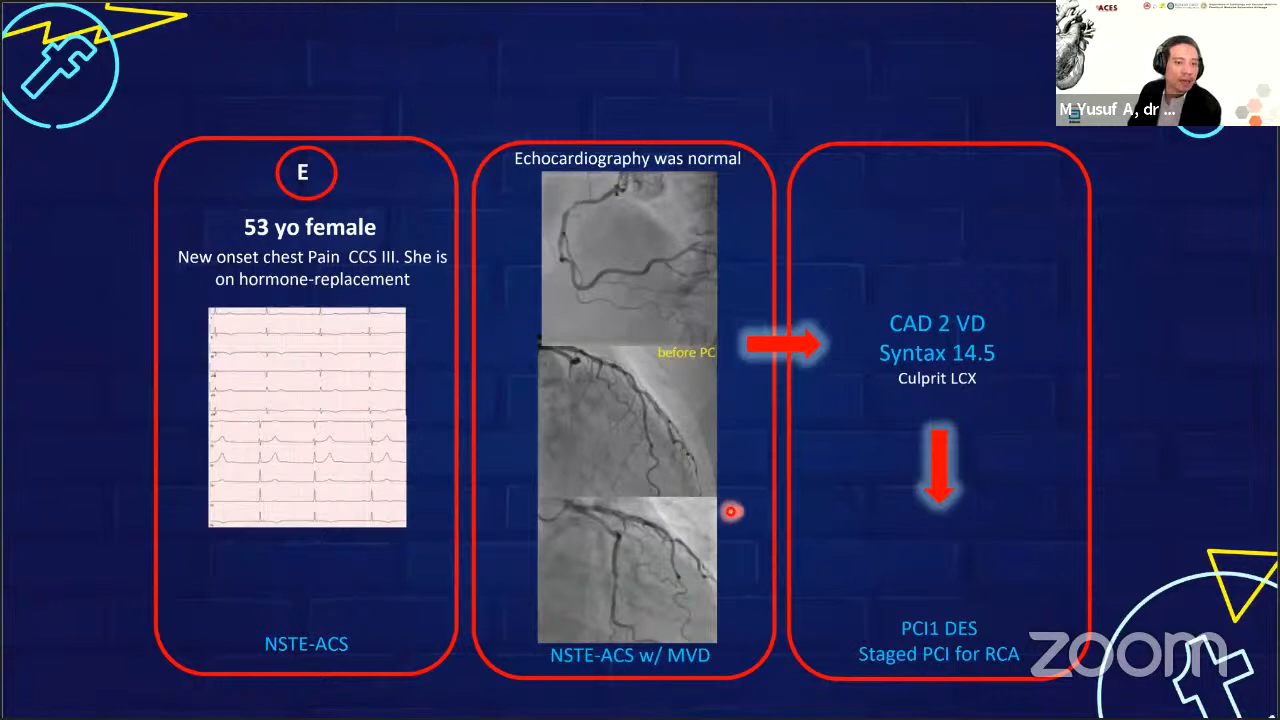 ACES
M Yusuf A, dr ...
E
53 yo female
New onset chest Pain CCS III. She is
on hormone-replacement
NSTE-ACS
Echocardiography was normal
before PC
NSTE-ACS w/ MVD
CAD 2 VD
Syntax 14.5
Culprit LCX
PCI1 DES
Staged PCI for RCA
zoom